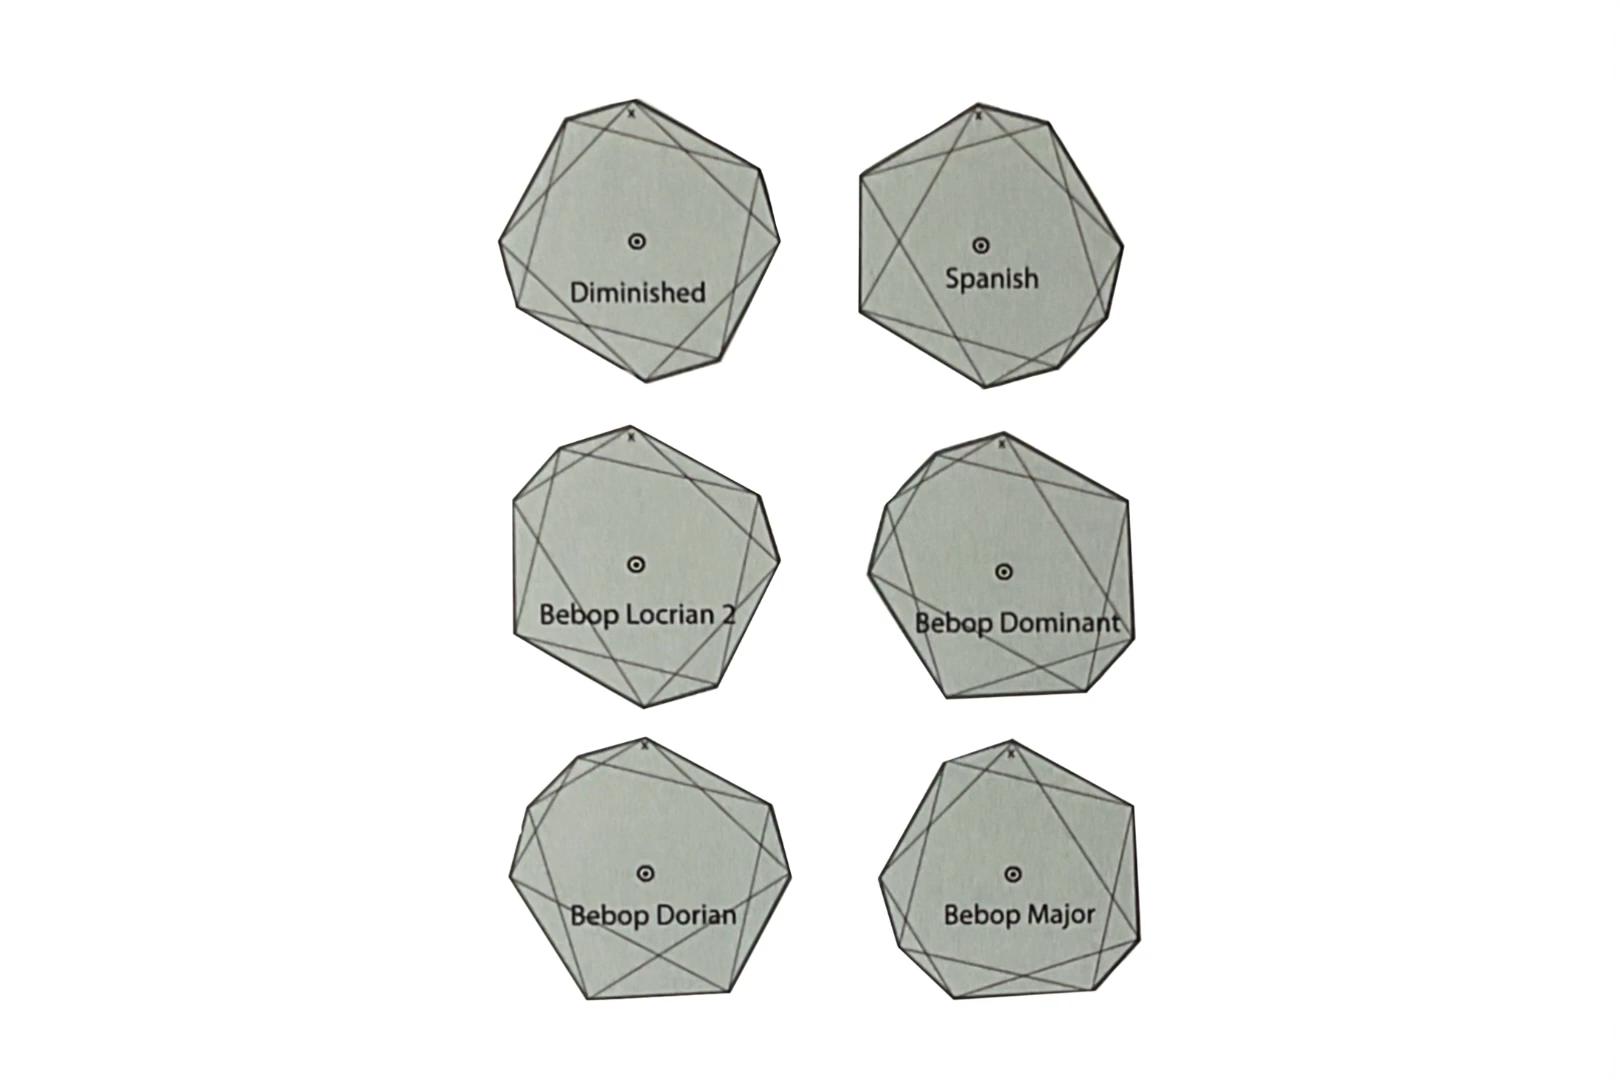 x
x
Diminished
Spanish
x
x
Bebop Locrian 2
Bebop Dominant
x
x
Bebop Dorian
Bebop Major